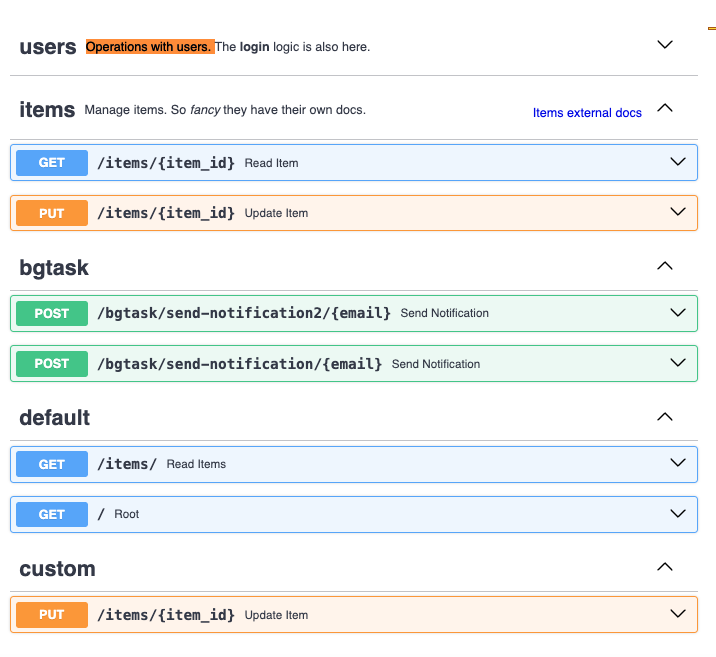 users Operations with users. The login logic is also here.
items Manage items. So fancy they have their own docs. Items external docs
GET /items/{item_id} Read Item
PUT /items/{item_id} Update Item
bgtask
POST /bgtask/send-notification2/{email} Send Notification
POST /bgtask/send-notification/{email} Send Notification
default
GET /items/ Read Items
GET / Root
custom
PUT /items/{item_id} Update Item